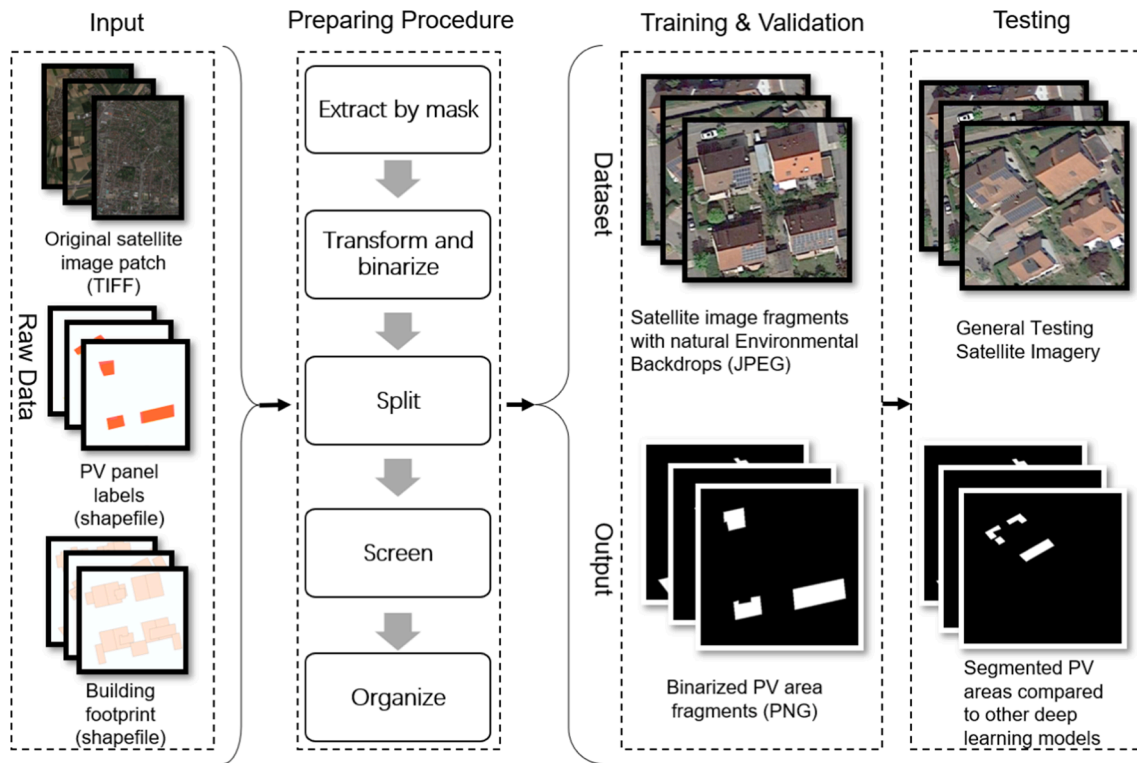 Input
Preparing Procedure
Training & Validation
Testing
Raw Data
Original satellite
image patch
(TIFF)
PV panel
labels
(shapefile)
Building
footprint
(shapefile)
Extract by mask
Transform and
binarize
Split
Screen
Organize
Dataset
Satellite image fragments
with natural Environmental
Backdrops (JPEG)
Output
Binarized PV area
fragments (PNG)
General Testing
Satellite Imagery
Segmented PV
areas compared
to other deep
learning models